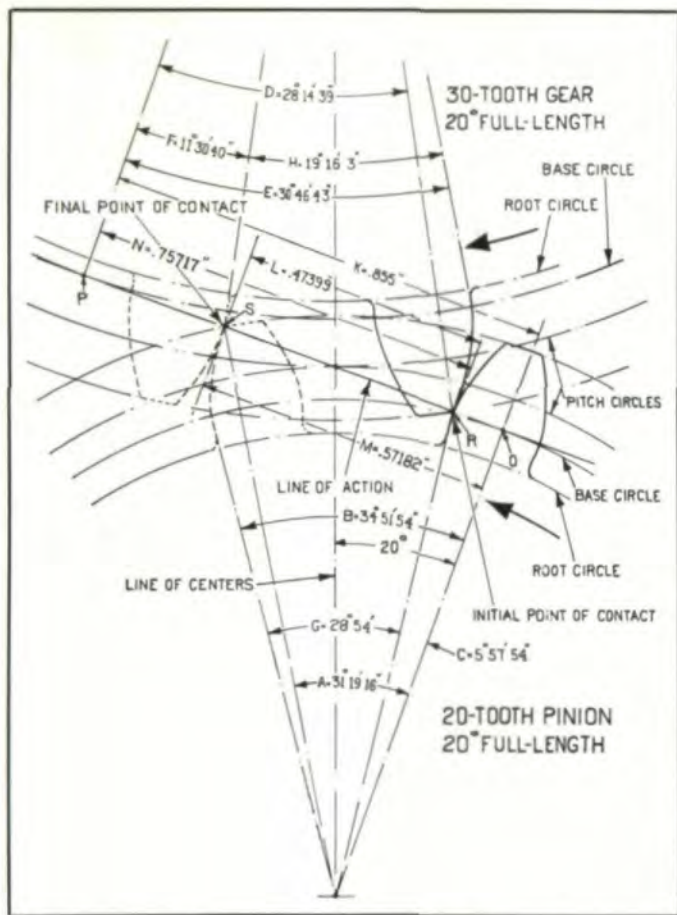 D=28°14'39"
30-TOOTH GEAR
20° FULL-LENGTH
F=11°30'40"
H=19°16'3"
E=30°46'43"
BASE CIRCLE
ROOT CIRCLE
FINAL POINT OF CONTACT
N=.75717"
L=.47399"
K=.855"
P
S
PITCH CIRCLES
R
O
M=.57182"
LINE OF ACTION
BASE CIRCLE
B=34°51'54"
20°
ROOT CIRCLE
LINE OF CENTERS
INITIAL POINT OF CONTACT
G=28°54'
C=5°57'54"
A=31°19'16"
20-TOOTH PINION
20° FULL-LENGTH